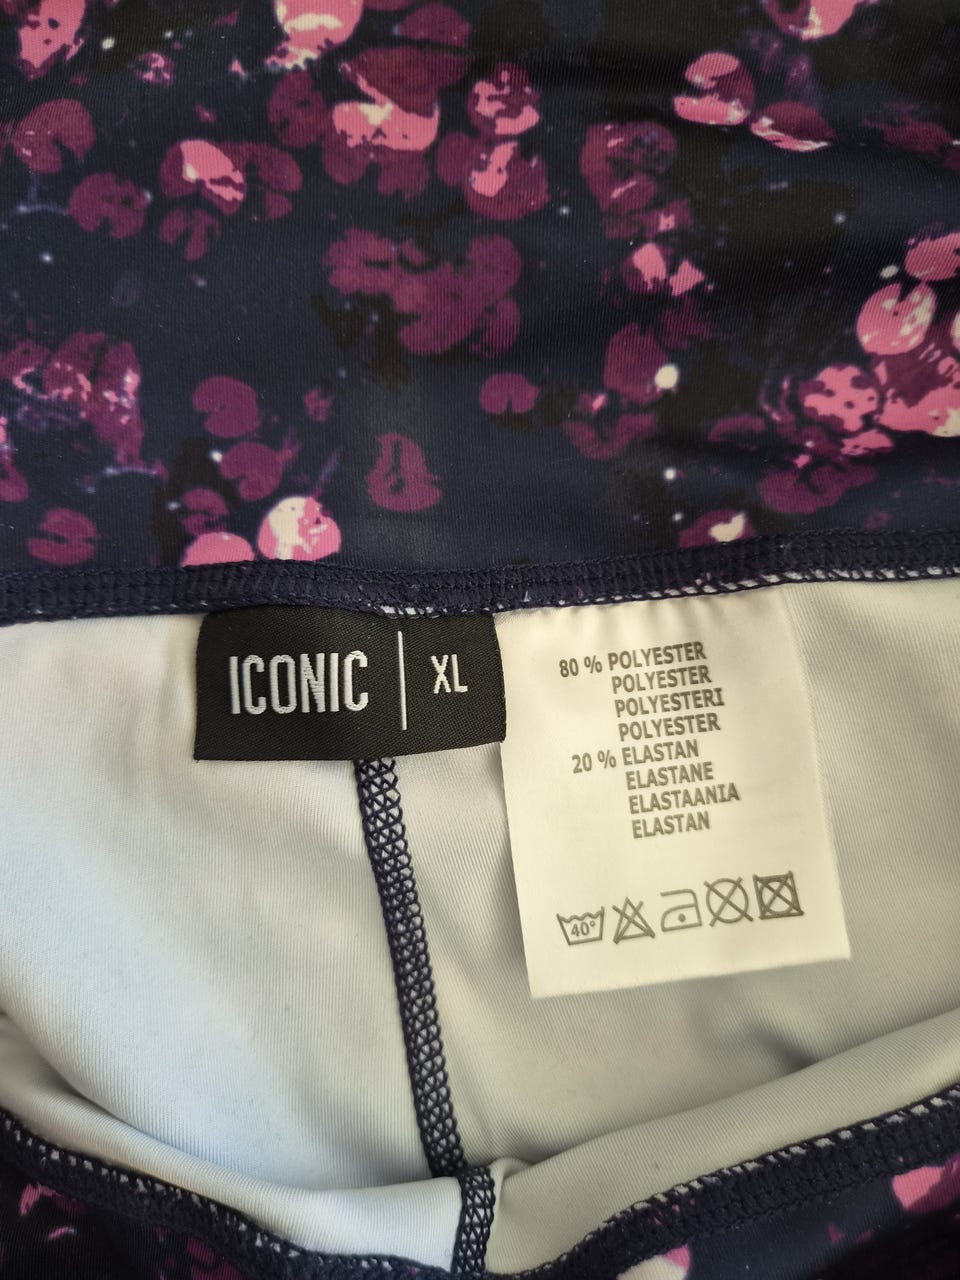 ICONIC | XL
80 % POLYESTER
POLYESTER
POLYESTERI
POLYESTER
20 % ELASTAN
ELASTANE
ELASTAANIA
ELASTAN
40°